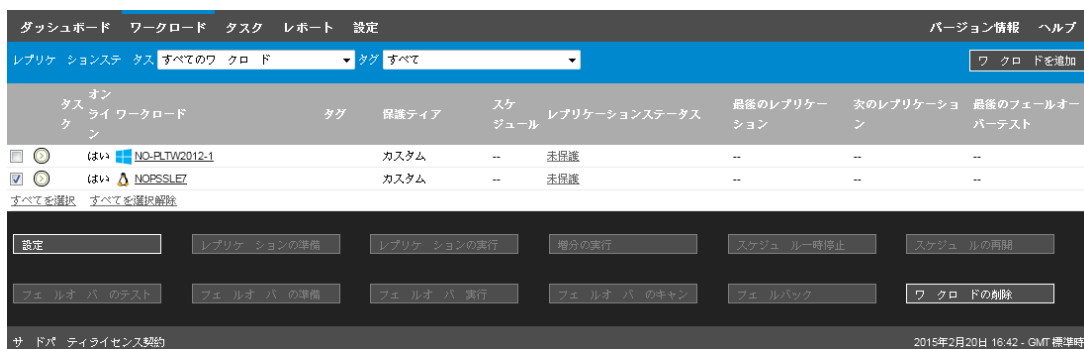 ダッシュボード ワークロード タスク レポート 設定 バージョン情報 ヘルプ
レプリケ ションステ タス すべてのワ クロ ド タグ すべて ワ クロ ドを追加
タスク オンライン ワークロード タグ 保護ティア スケジュール レプリケーションステータス 最後のレプリケーション 次のレプリケーション 最後のフェールオーバーテスト
はい NO-PLTW2012-1 カスタム -- 未保護 -- -- --
はい NOPSSLE7 カスタム -- 未保護 -- -- --
すべてを選択 すべてを選択解除
設定 レプリケ ションの準備 レプリケ ションの実行 増分の実行 スケジュ ル一時停止 スケジュ ルの再開
フェ ルオ バ のテスト フェ ルオ バ の準備 フェ ルオ バ 実行 フェ ルオ バ のキャン フェ ルバック ワ クロ ドの削除
サ ドパ ティライセンス契約 2015年2月20日 16:42 - GMT 標準時